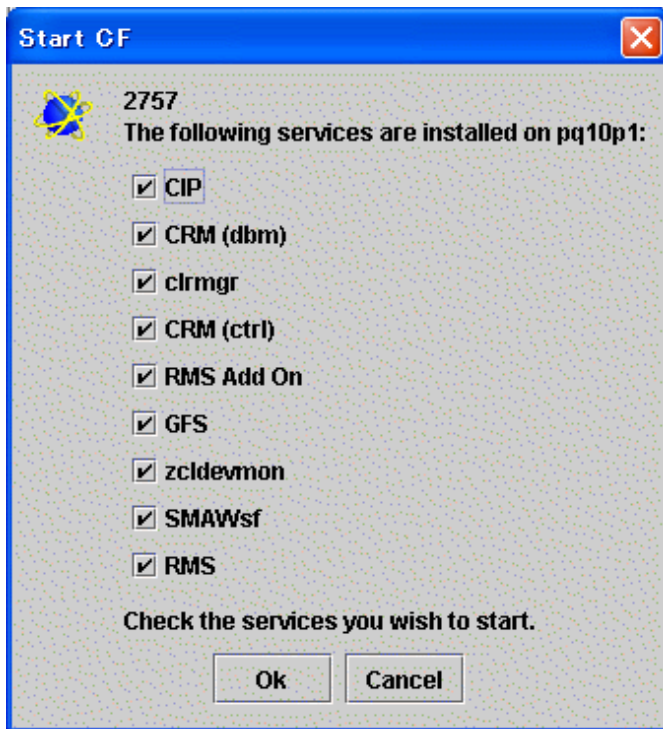 Start CF
2757
The following services are installed on pq10p1:
CIP
CRM (dbm)
clrmgr
CRM (ctrl)
RMS Add On
GFS
zcldevmon
SMAWsf
RMS
Check the services you wish to start.
Ok
Cancel